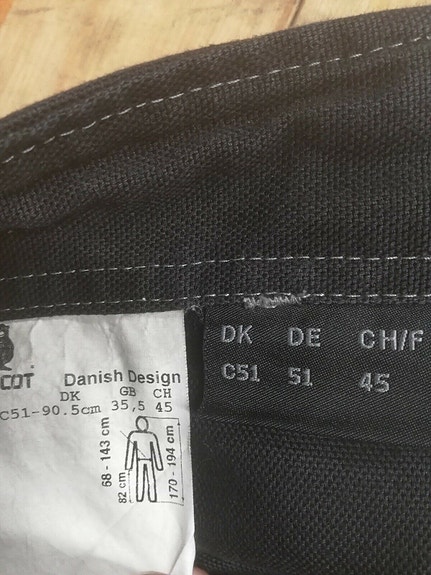 COT
Danish Design
DK GB CH
C51-90.5cm 35,5 45
68 - 143 cm
82 cm
170 - 194 cm
DK DE CH/F
C51 51 45